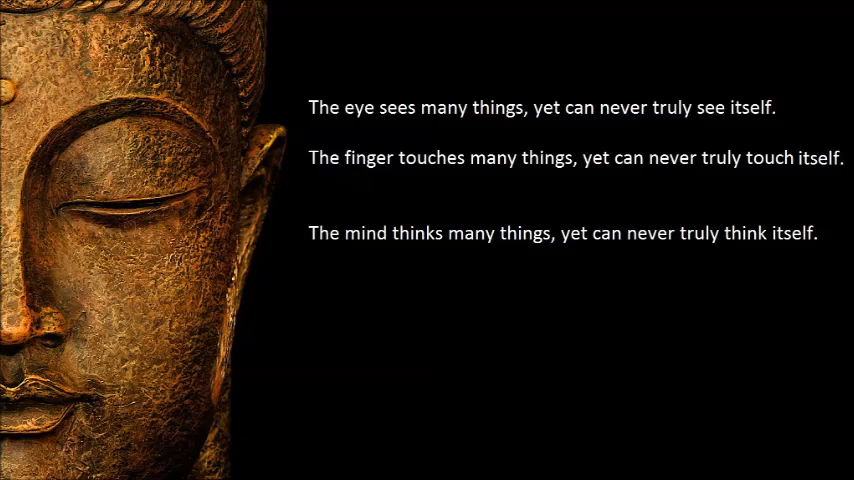 The eye sees many things, yet can never truly see itself.
The finger touches many things, yet can never truly touch itself.
The mind thinks many things, yet can never truly think itself.